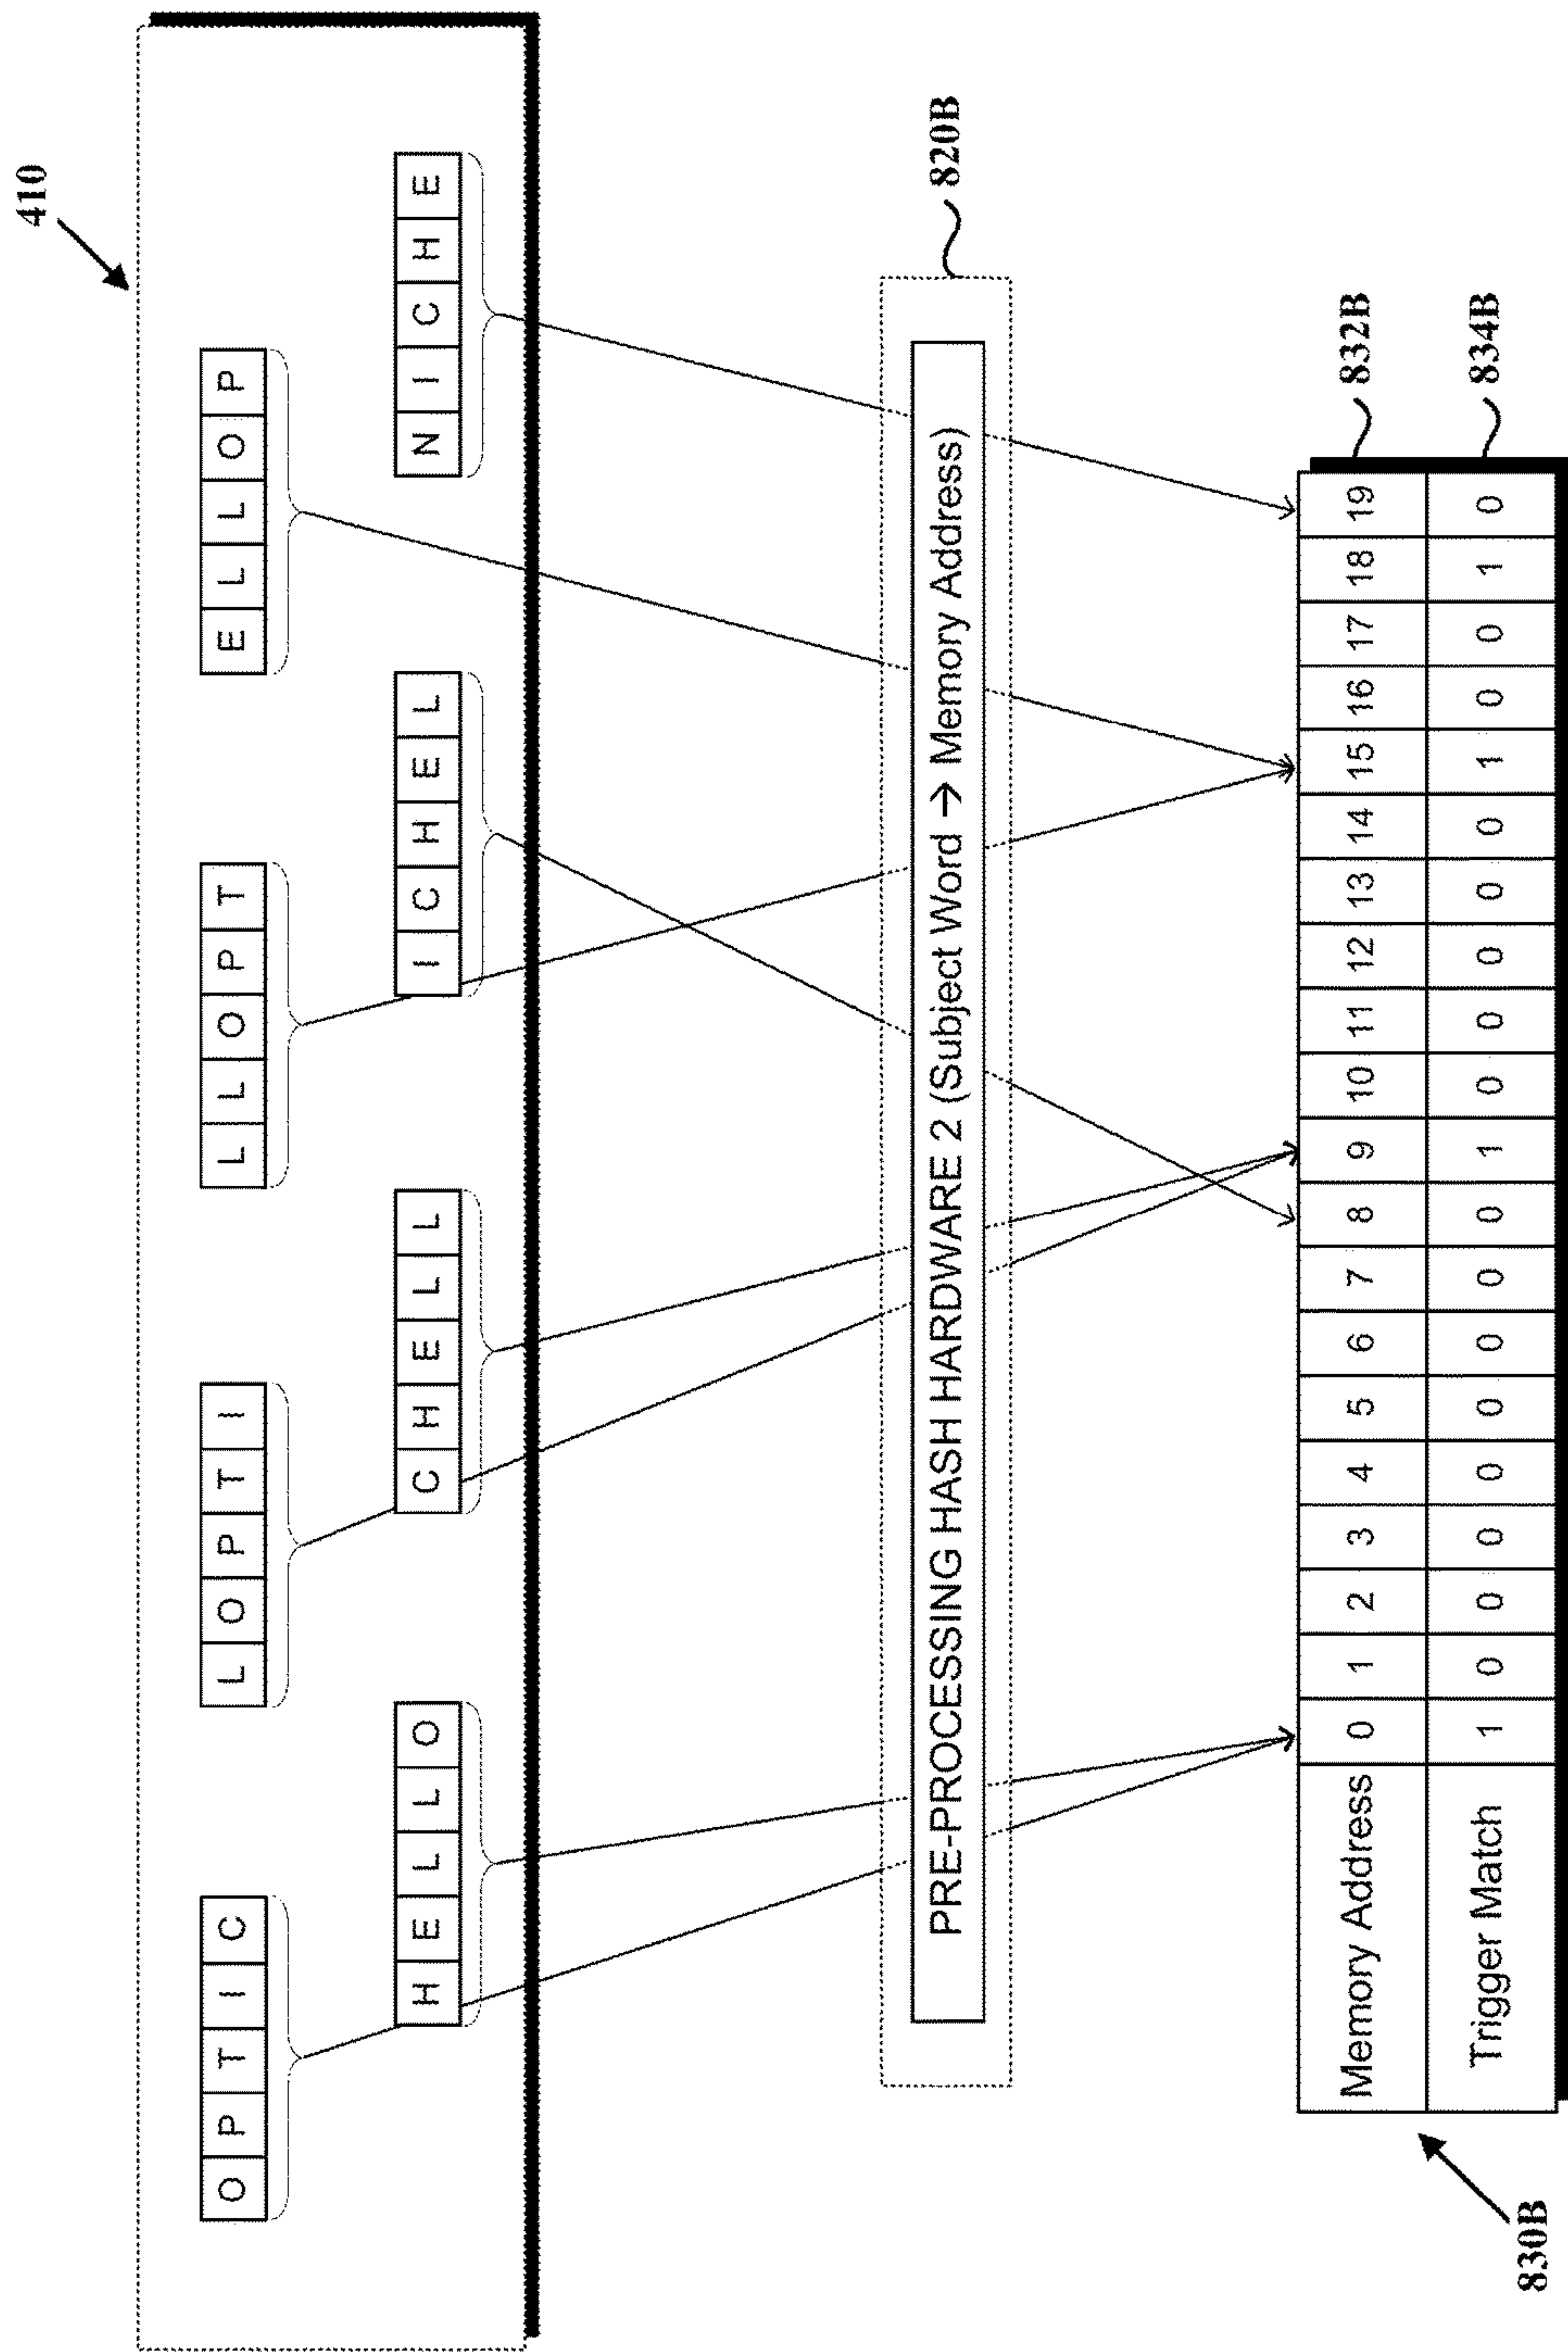 410
O P T I C
L O P T I
L L O P T
E L L O P
H E L L O
C H E L L
I C H E L
N I C H E
820B
PRE-PROCESSING HASH HARDWARE 2 (Subject Word → Memory Address)
830B
Memory Address 0 1 2 3 4 5 6 7 8 9 10 11 12 13 14 15 16 17 18 19 832B
Trigger Match 1 0 0 0 0 0 0 0 0 1 0 0 0 0 0 1 0 0 1 0 834B